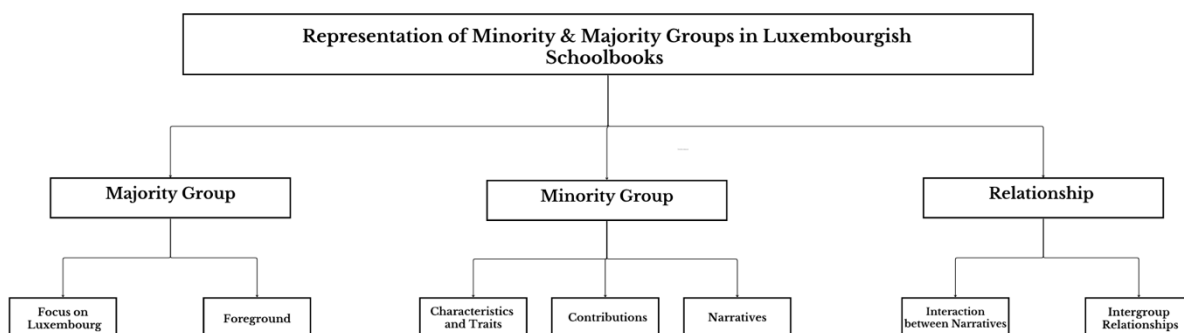 Representation of Minority & Majority Groups in Luxembourgish
Schoolbooks
Majority Group
Minority Group
Relationship
Focus on
Luxembourg
Foreground
Characteristics
and Traits
Contributions
Narratives
Interaction
between Narratives
Intergroup
Relationships